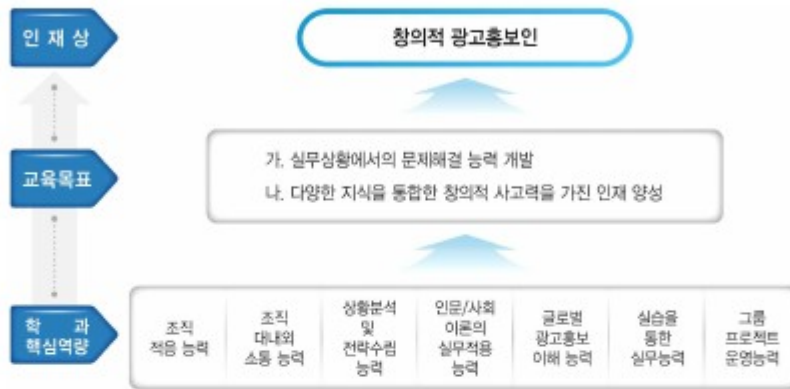 인 재 상
창의적 광고홍보인
교육목표
가. 실무상황에서의 문제해결 능력 개발
나. 다양한 지식을 통합한 창의적 사고력을 가진 인재 양성
학 과
핵심역량
조직
적응 능력
조직
대내외
소통 능력
상황분석
및
전략수립
능력
인문/사회
이론의
실무적용
능력
글로벌
광고홍보
이해 능력
실습을
통한
실무능력
그룹
프로젝트
운영능력